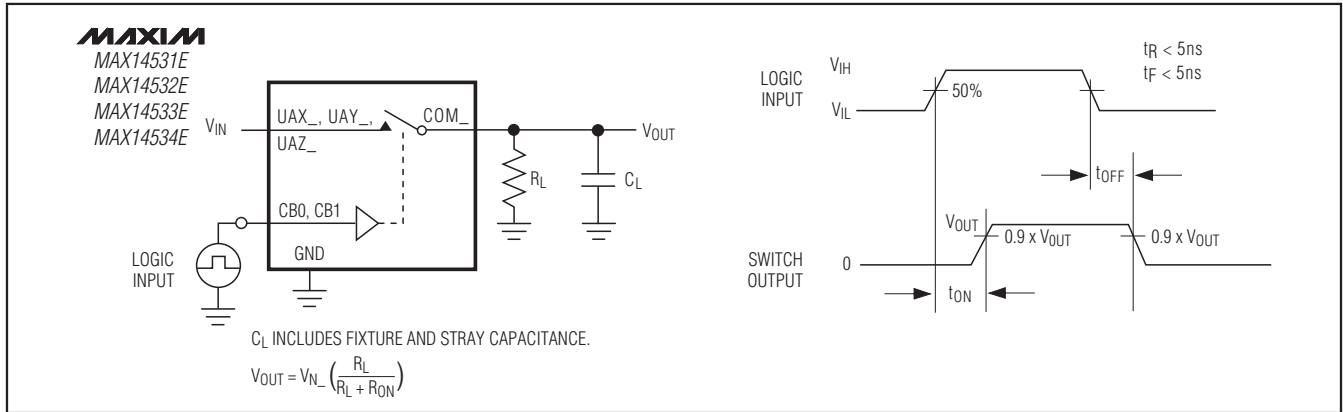 MAXIM
MAX14531E
MAX14532E
MAX14533E
MAX14534E
VIN
UAX_, UAY_,
UAZ_
COM_
VOUT
RL
CL
CB0, CB1
GND
LOGIC
INPUT
CL INCLUDES FIXTURE AND STRAY CAPACITANCE.
VOUT = VN_ (RL / RL + RON)
tR < 5ns
tF < 5ns
LOGIC
INPUT
VIH
VIL
50%
tOFF
SWITCH
OUTPUT
VOUT
0
0.9 x VOUT
0.9 x VOUT
tON